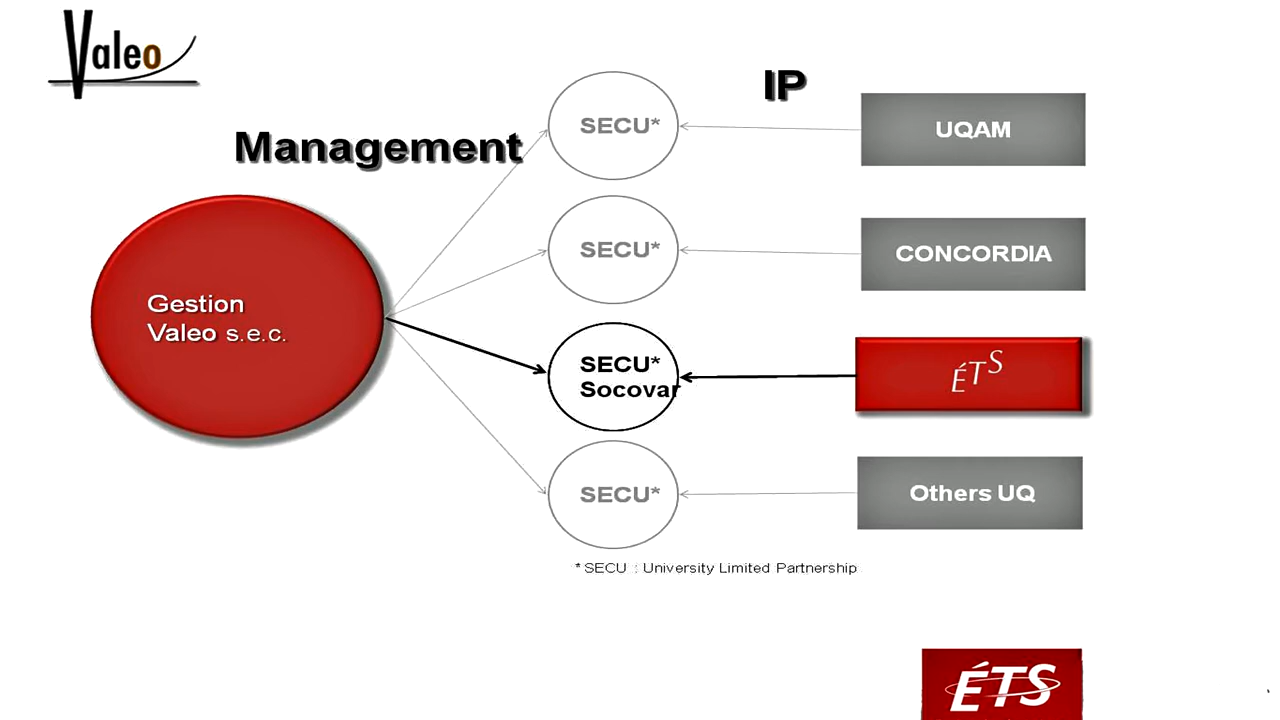 Valeo
IP
Management
SECU*
UQAM
SECU*
CONCORDIA
Gestion
Valeo s.e.c.
SECU*
Socovar
ÉTS
SECU*
Others UQ
* SECU : University Limited Partnership
ÉTS